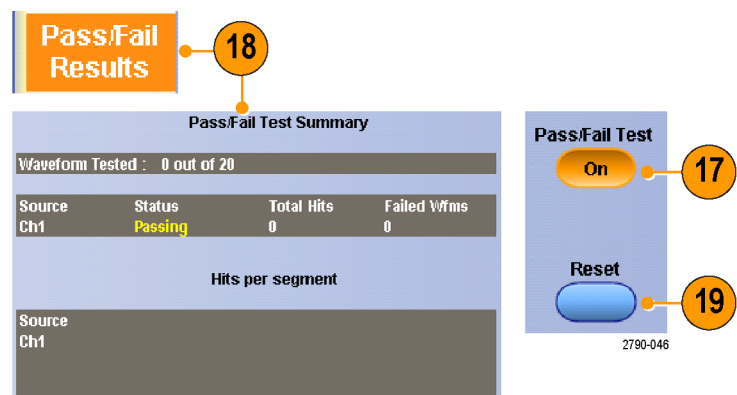 Pass/Fail
Results
18
Pass/Fail Test Summary
Waveform Tested : 0 out of 20
Source Status Total Hits Failed Wfms
Ch1 Passing 0 0
Hits per segment
Source
Ch1
Pass/Fail Test
On
17
Reset
19
2790-046